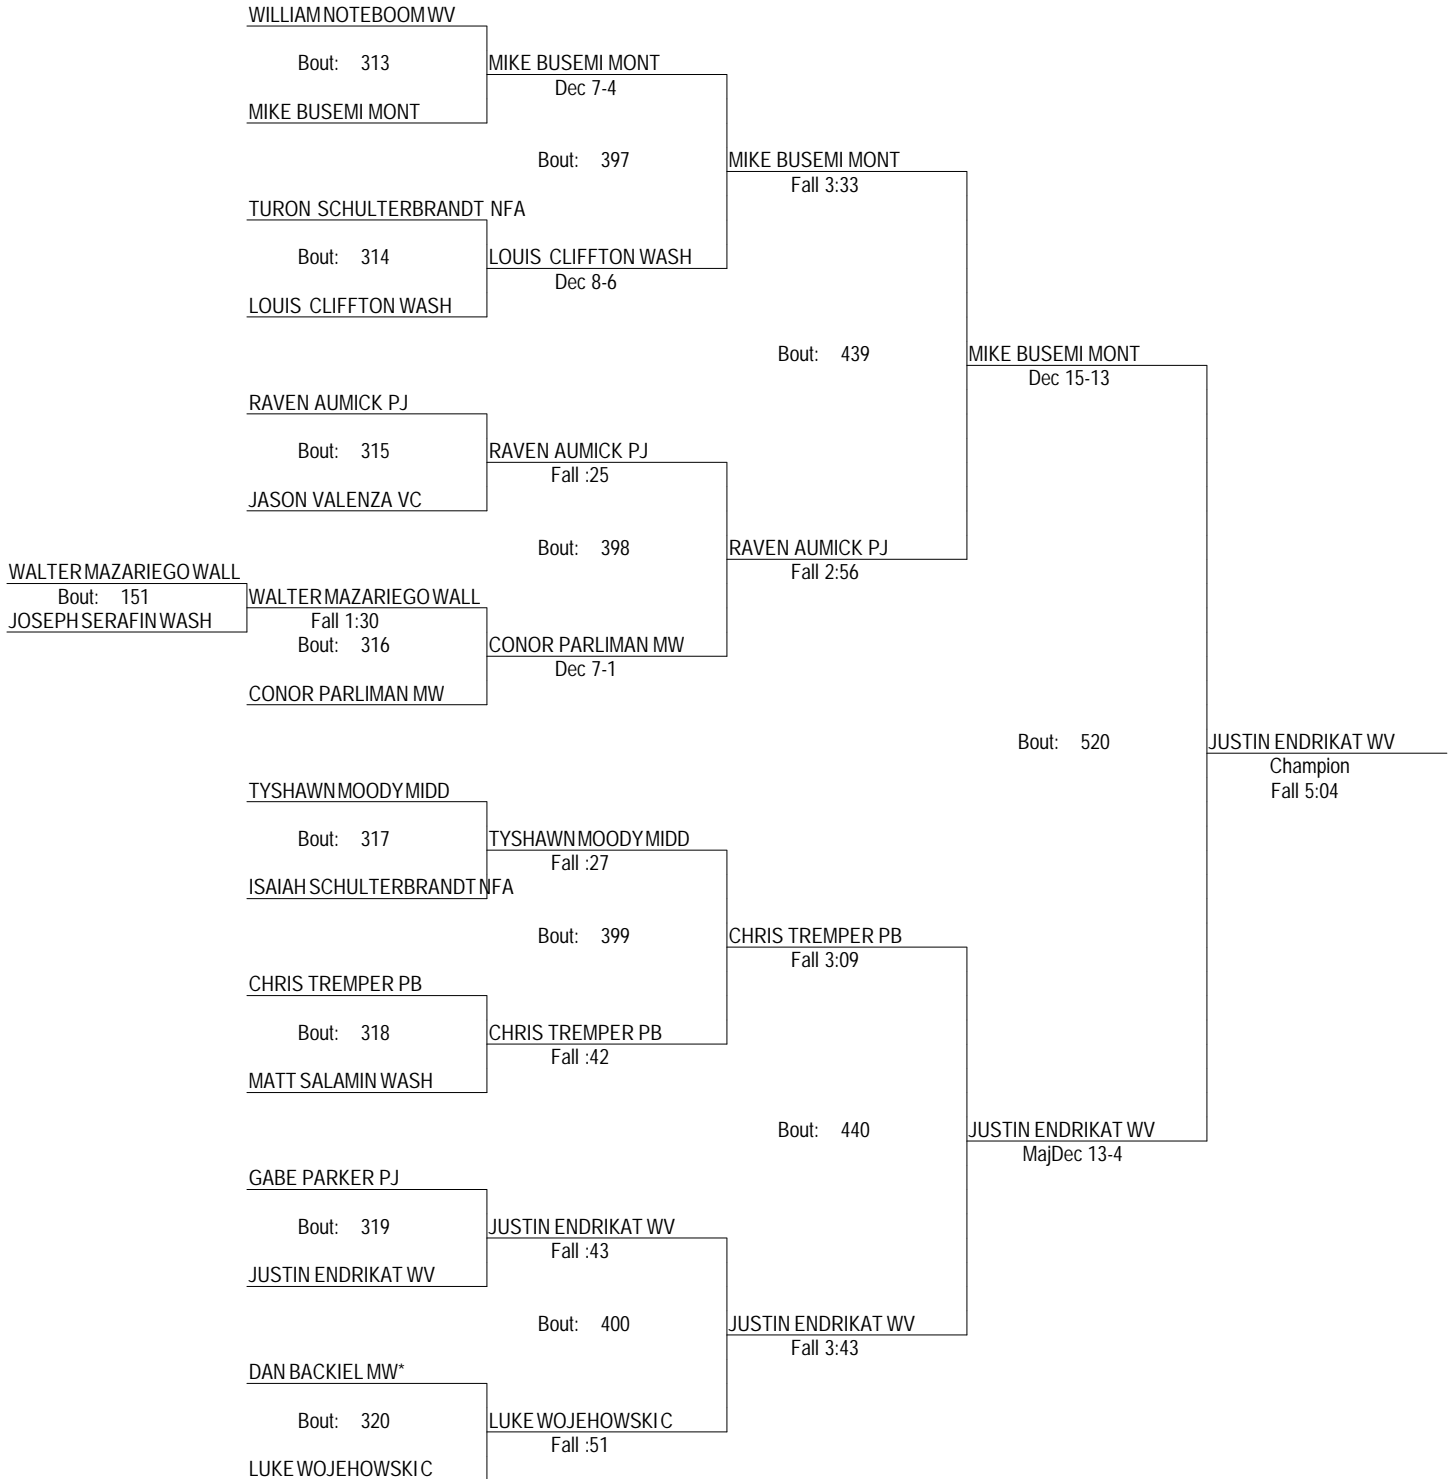 WILLIAM NOTEBOOM WV
Bout: 313
MIKE BUSEMI MONT
Dec 7-4
MIKE BUSEMI MONT
Bout: 397
MIKE BUSEMI MONT
Fall 3:33
TURON SCHULTERBRANDT NFA
Bout: 314
LOUIS CLIFFTON WASH
Dec 8-6
LOUIS CLIFFTON WASH
Bout: 439
MIKE BUSEMI MONT
Dec 15-13
RAVEN AUMICK PJ
Bout: 315
RAVEN AUMICK PJ
Fall :25
JASON VALENZA VC
Bout: 398
RAVEN AUMICK PJ
Fall 2:56
WALTER MAZARIEGO WALL
Bout: 151
JOSEPH SERAFIN WASH
WALTER MAZARIEGO WALL
Fall 1:30
Bout: 316
CONOR PARLIMAN MW
Dec 7-1
CONOR PARLIMAN MW
Bout: 520
JUSTIN ENDRIKAT WV
Champion
Fall 5:04
TYSHAWN MOODY MIDD
Bout: 317
TYSHAWN MOODY MIDD
Fall :27
ISAIAH SCHULTERBRANDT NFA
Bout: 399
CHRIS TREMPER PB
Fall 3:09
CHRIS TREMPER PB
Bout: 318
CHRIS TREMPER PB
Fall :42
MATT SALAMIN WASH
Bout: 440
JUSTIN ENDRIKAT WV
MajDec 13-4
GABE PARKER PJ
Bout: 319
JUSTIN ENDRIKAT WV
Fall :43
JUSTIN ENDRIKAT WV
Bout: 400
JUSTIN ENDRIKAT WV
Fall 3:43
DAN BACKIEL MW*
Bout: 320
LUKE WOJEHOWSKI C
Fall :51
LUKE WOJEHOWSKI C